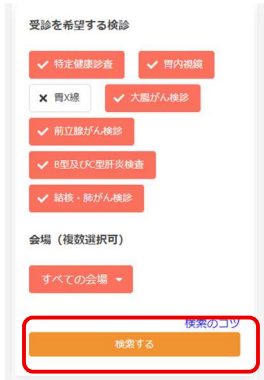 受診を希望する検診
✓ 特定健康診査 ✓ 胃内視鏡
× 胃X線 ✓ 大腸がん検診
✓ 前立腺がん検診
✓ B型及びC型肝炎検査
✓ 結核・肺がん検診
会場（複数選択可）
すべての会場
検索のコツ
検索する